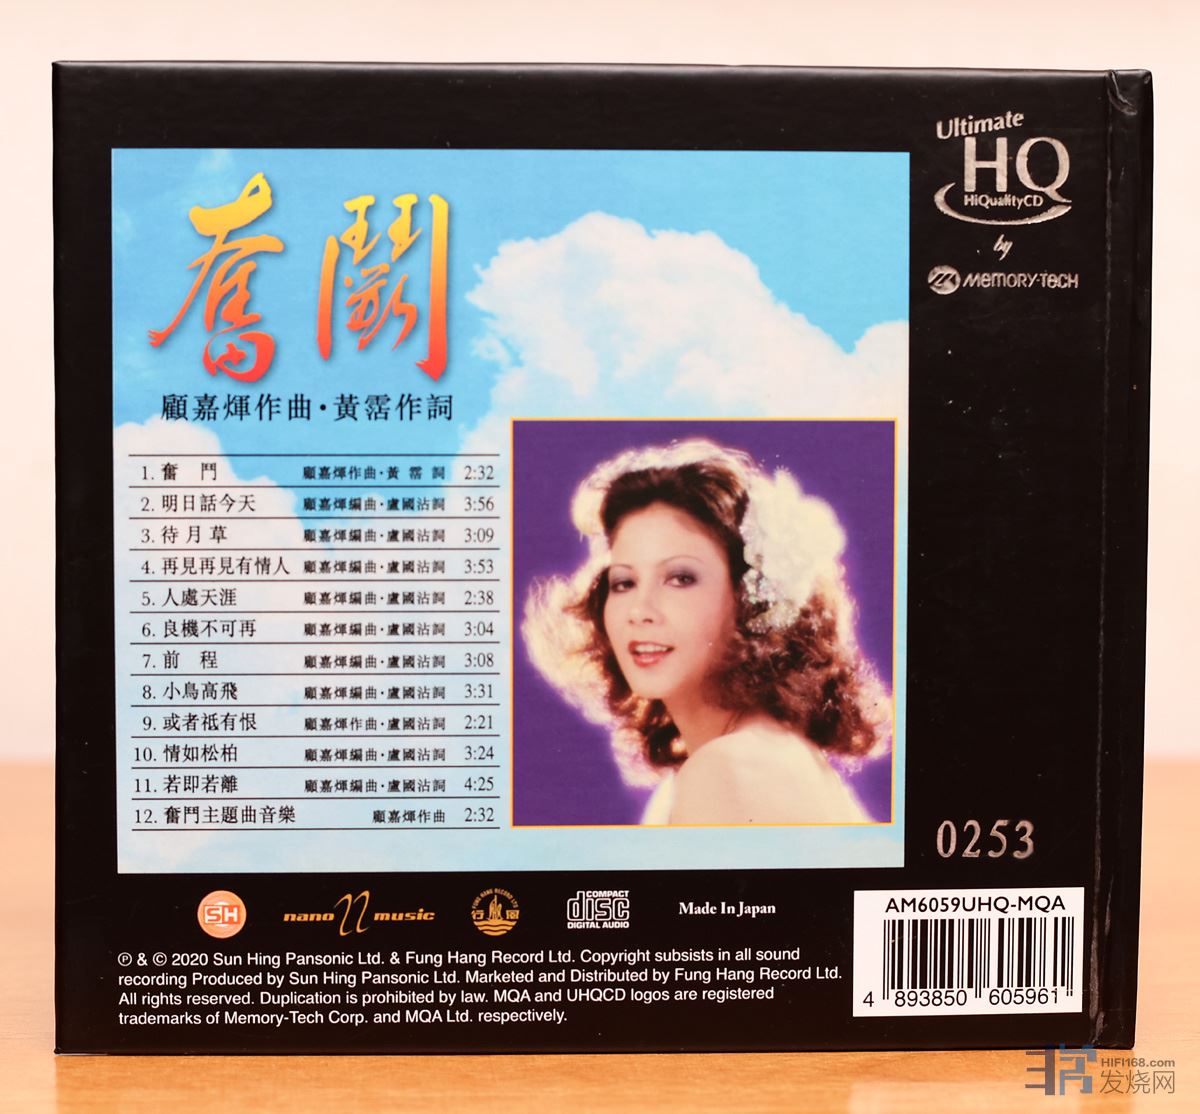 Ultimate
HQ
HiQualityCD
by
MEMORY-TECH
奮鬭
顧嘉煇作曲·黃霑作詞
1. 奮 鬥 顧嘉煇作曲·黃霑詞 2:32
2. 明日話今天 顧嘉煇編曲·盧國沾詞 3:56
3. 待月草 顧嘉煇編曲·盧國沾詞 3:09
4. 再見再見有情人 顧嘉煇編曲·盧國沾詞 3:53
5. 人處天涯 顧嘉煇編曲·盧國沾詞 2:38
6. 良機不可再 顧嘉煇編曲·盧國沾詞 3:04
7. 前 程 顧嘉煇編曲·盧國沾詞 3:08
8. 小鳥高飛 顧嘉煇編曲·盧國沾詞 3:31
9. 或者祗有恨 顧嘉煇作曲·盧國沾詞 2:21
10. 情如松柏 顧嘉煇編曲·盧國沾詞 3:24
11. 若即若離 顧嘉煇編曲·盧國沾詞 4:25
12. 奮鬥主題曲音樂 顧嘉煇作曲 2:32
0253
SH
nano music
FUNG HANG RECORD LTD
行風
COMPACT
disc
DIGITAL AUDIO
Made In Japan
AM6059UHQ-MQA
4 893850 605961
℗ & © 2020 Sun Hing Pansonic Ltd. & Fung Hang Record Ltd. Copyright subsists in all sound
recording Produced by Sun Hing Pansonic Ltd. Marketed and Distributed by Fung Hang Record Ltd.
All rights reserved. Duplication is prohibited by law. MQA and UHQCD logos are registered
trademarks of Memory-Tech Corp. and MQA Ltd. respectively.
HIFI168.com
发烧网